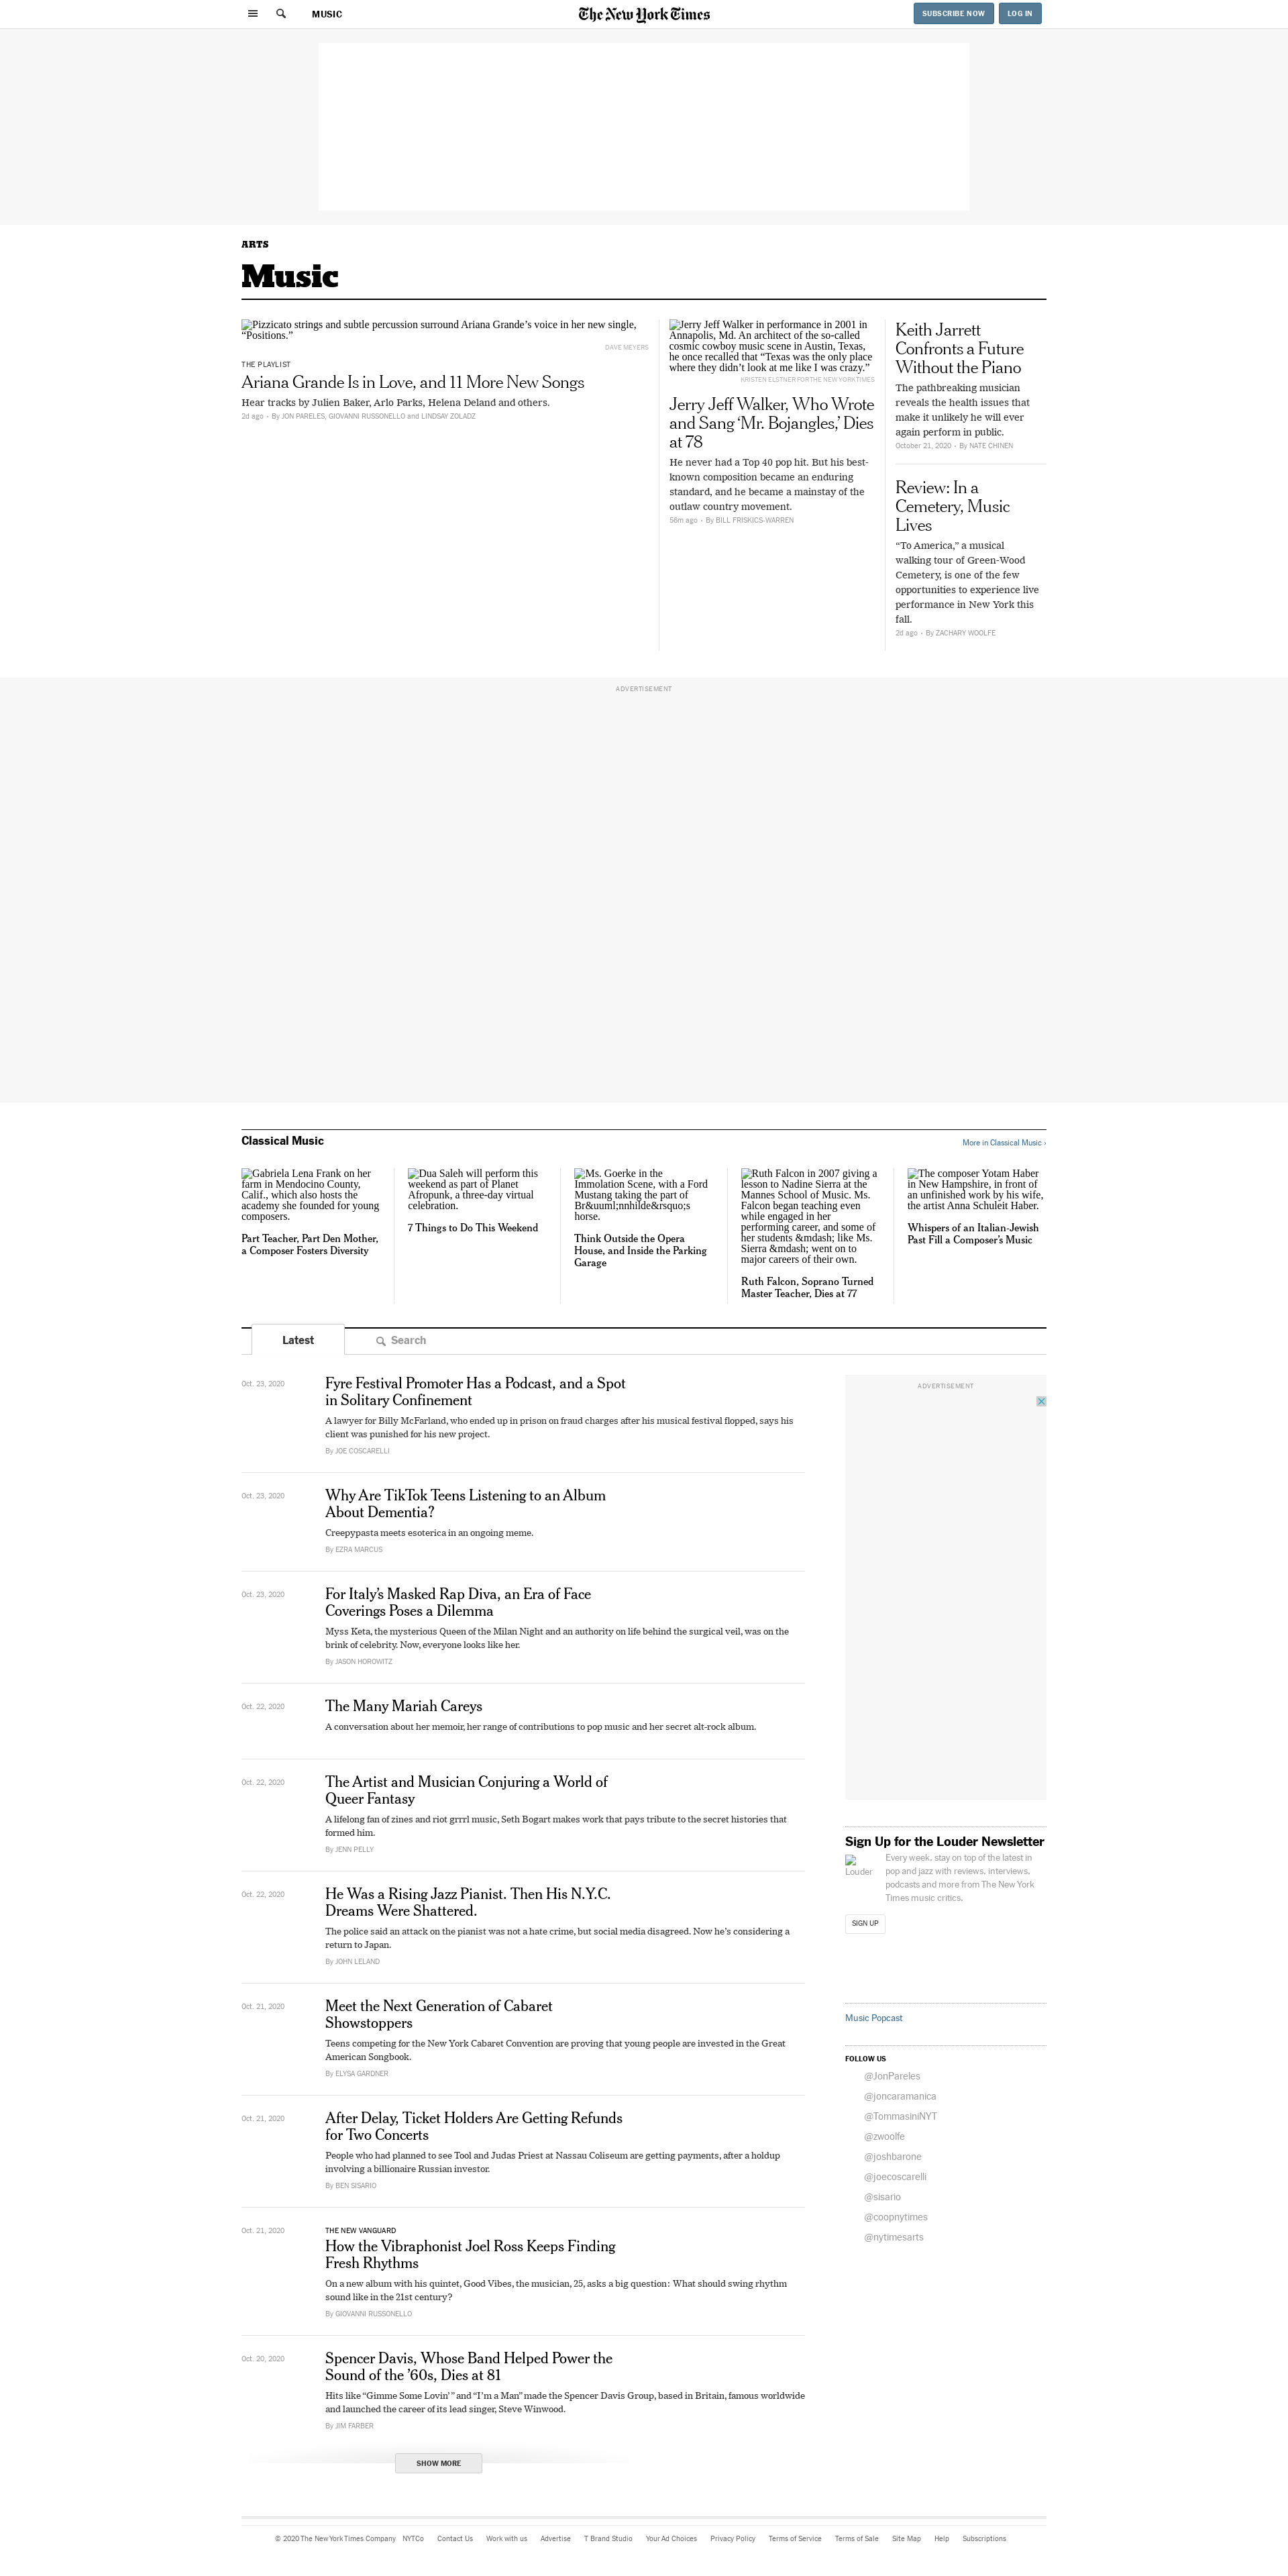 MUSIC
The New York Times
SUBSCRIBE NOW
LOG IN
ARTS
Music
Pizzicato strings and subtle percussion surround Ariana Grande’s voice in her new single,
“Positions.”
DAVE MEYERS
THE PLAYLIST
Ariana Grande Is in Love, and 11 More New Songs
Hear tracks by Julien Baker, Arlo Parks, Helena Deland and others.
2d ago - By JON PARELES, GIOVANNI RUSSONELLO and LINDSAY ZOLADZ
Jerry Jeff Walker in performance in 2001 in
Annapolis, Md. An architect of the so-called
cosmic cowboy music scene in Austin, Texas,
he once recalled that “Texas was the only place
where they didn’t look at me like I was crazy.”
KRISTEN ELSTNER FOR THE NEW YORK TIMES
Jerry Jeff Walker, Who Wrote
and Sang ‘Mr. Bojangles,’ Dies
at 78
He never had a Top 40 pop hit. But his best-
known composition became an enduring
standard, and he became a mainstay of the
outlaw country movement.
56m ago - By BILL FRISKICS-WARREN
Keith Jarrett
Confronts a Future
Without the Piano
The pathbreaking musician
reveals the health issues that
make it unlikely he will ever
again perform in public.
October 21, 2020 - By NATE CHINEN
Review: In a
Cemetery, Music
Lives
“To America,” a musical
walking tour of Green-Wood
Cemetery, is one of the few
opportunities to experience live
performance in New York this
fall.
2d ago - By ZACHARY WOOLFE
ADVERTISEMENT
Classical Music
More in Classical Music ›
Gabriela Lena Frank on her
farm in Mendocino County,
Calif., which also hosts the
academy she founded for young
composers.
Part Teacher, Part Den Mother,
a Composer Fosters Diversity
Dua Saleh will perform this
weekend as part of Planet
Afropunk, a three-day virtual
celebration.
7 Things to Do This Weekend
Ms. Goerke in the
Immolation Scene, with a Ford
Mustang taking the part of
Br&uuml;nnhilde&rsquo;s
horse.
Think Outside the Opera
House, and Inside the Parking
Garage
Ruth Falcon in 2007 giving a
lesson to Nadine Sierra at the
Mannes School of Music. Ms.
Falcon began teaching even
while engaged in her
performing career, and some of
her students &mdash; like Ms.
Sierra &mdash; went on to
major careers of their own.
Ruth Falcon, Soprano Turned
Master Teacher, Dies at 77
The composer Yotam Haber
in New Hampshire, in front of
an unfinished work by his wife,
the artist Anna Schuleit Haber.
Whispers of an Italian-Jewish
Past Fill a Composer’s Music
Latest
Search
Oct. 23, 2020
Fyre Festival Promoter Has a Podcast, and a Spot
in Solitary Confinement
A lawyer for Billy McFarland, who ended up in prison on fraud charges after his musical festival flopped, says his
client was punished for his new project.
By JOE COSCARELLI
Oct. 23, 2020
Why Are TikTok Teens Listening to an Album
About Dementia?
Creepypasta meets esoterica in an ongoing meme.
By EZRA MARCUS
Oct. 23, 2020
For Italy’s Masked Rap Diva, an Era of Face
Coverings Poses a Dilemma
Myss Keta, the mysterious Queen of the Milan Night and an authority on life behind the surgical veil, was on the
brink of celebrity. Now, everyone looks like her.
By JASON HOROWITZ
Oct. 22, 2020
The Many Mariah Careys
A conversation about her memoir, her range of contributions to pop music and her secret alt-rock album.
Oct. 22, 2020
The Artist and Musician Conjuring a World of
Queer Fantasy
A lifelong fan of zines and riot grrrl music, Seth Bogart makes work that pays tribute to the secret histories that
formed him.
By JENN PELLY
Oct. 22, 2020
He Was a Rising Jazz Pianist. Then His N.Y.C.
Dreams Were Shattered.
The police said an attack on the pianist was not a hate crime, but social media disagreed. Now he’s considering a
return to Japan.
By JOHN LELAND
Oct. 21, 2020
Meet the Next Generation of Cabaret
Showstoppers
Teens competing for the New York Cabaret Convention are proving that young people are invested in the Great
American Songbook.
By ELYSA GARDNER
Oct. 21, 2020
After Delay, Ticket Holders Are Getting Refunds
for Two Concerts
People who had planned to see Tool and Judas Priest at Nassau Coliseum are getting payments, after a holdup
involving a billionaire Russian investor.
By BEN SISARIO
Oct. 21, 2020
THE NEW VANGUARD
How the Vibraphonist Joel Ross Keeps Finding
Fresh Rhythms
On a new album with his quintet, Good Vibes, the musician, 25, asks a big question: What should swing rhythm
sound like in the 21st century?
By GIOVANNI RUSSONELLO
Oct. 20, 2020
Spencer Davis, Whose Band Helped Power the
Sound of the ’60s, Dies at 81
Hits like “Gimme Some Lovin’ ” and “I’m a Man” made the Spencer Davis Group, based in Britain, famous worldwide
and launched the career of its lead singer, Steve Winwood.
By JIM FARBER
SHOW MORE
ADVERTISEMENT
Sign Up for the Louder Newsletter
Louder
Every week, stay on top of the latest in
pop and jazz with reviews, interviews,
podcasts and more from The New York
Times music critics.
SIGN UP
Music Popcast
FOLLOW US
@JonPareles
@joncaramanica
@TommasiniNYT
@zwoolfe
@joshbarone
@joecoscarelli
@sisario
@coopnytimes
@nytimesarts
© 2020 The New York Times Company NYTCo Contact Us Work with us Advertise T Brand Studio Your Ad Choices Privacy Policy Terms of Service Terms of Sale Site Map Help Subscriptions